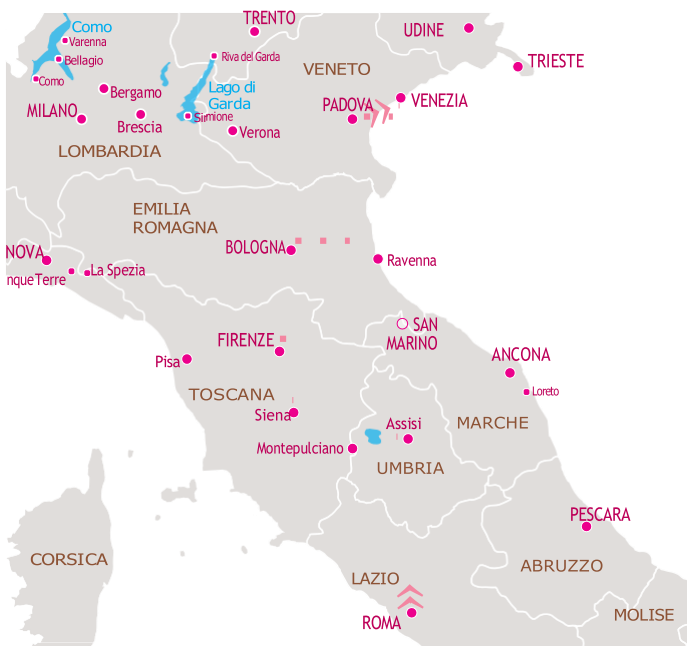 TRENTO
Como
UDINE
Varenna
Riva del Garda
Bellagio
TRIESTE
VENETO
Como
Lago di
Garda
Bergamo
VENEZIA
PADOVA
MILANO
Brescia
Sirmione
Verona
LOMBARDIA
EMILIA
ROMAGNA
BOLOGNA
NOVA
Ravenna
La Spezia
nque Terre
SAN
MARINO
FIRENZE
ANCONA
Pisa
Loreto
TOSCANA
Siena
Assisi
MARCHE
Montepulciano
UMBRIA
PESCARA
CORSICA
ABRUZZO
LAZIO
MOLISE
ROMA